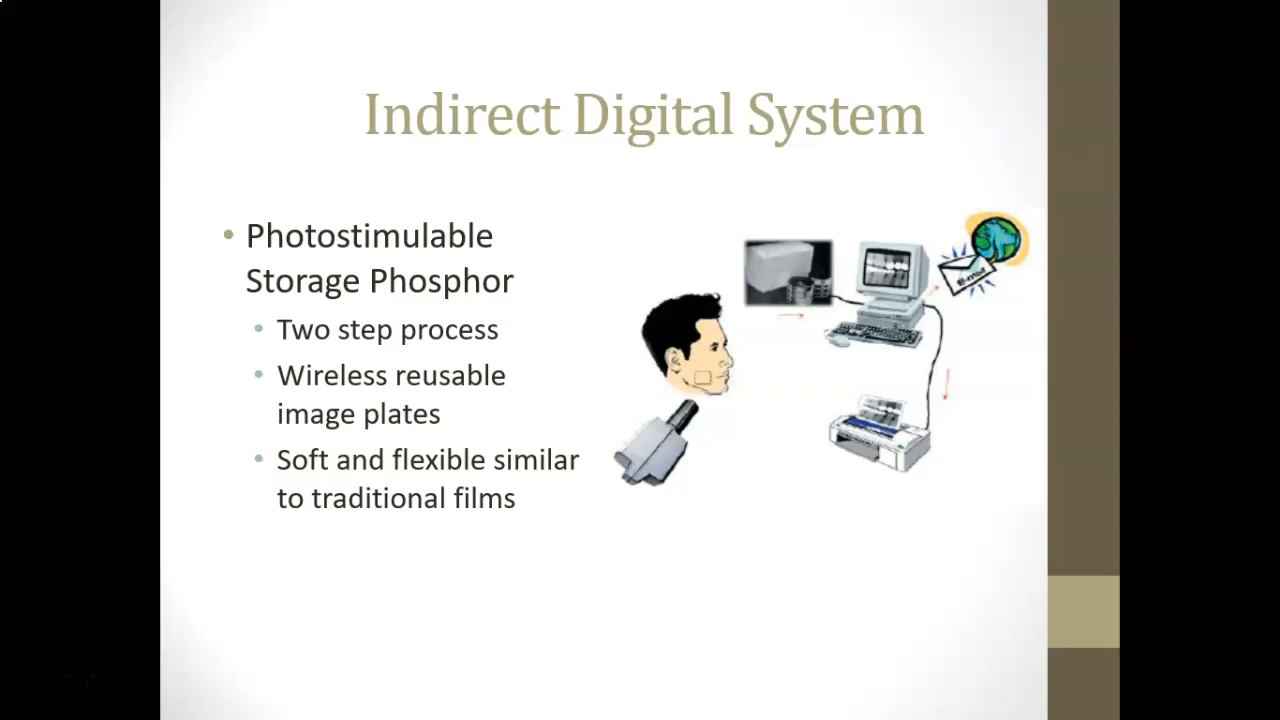 Indirect Digital System
• Photostimulable
Storage Phosphor
• Two step process
• Wireless reusable
image plates
• Soft and flexible similar
to traditional films
E-mail